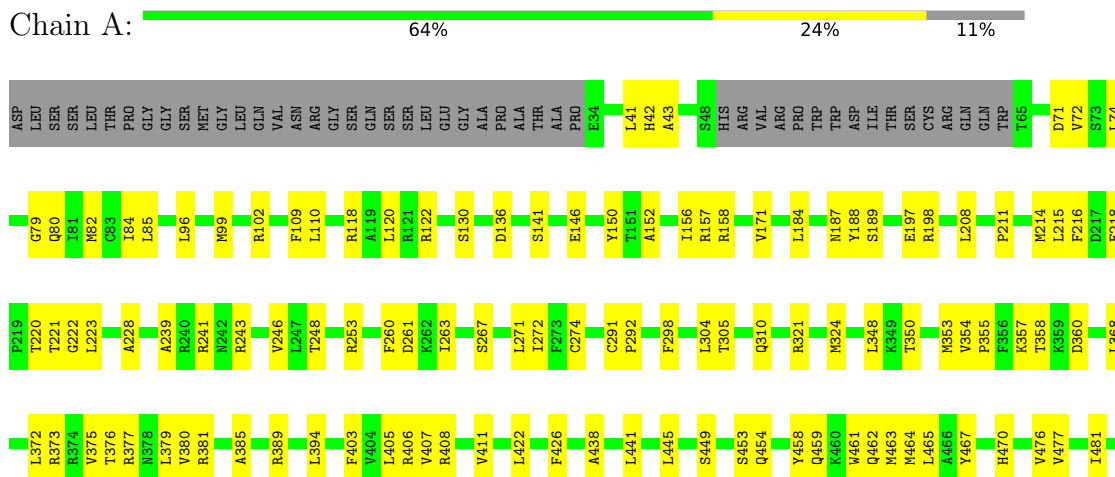 Chain A:
64% 24% 11%
ASP LEU SER SER LEU THR PRO GLY GLY SER MET GLY LEU GLN VAL ASN ARG GLY SER GLN SER LEU GLU GLY ALA PRO ALA THR ALA PRO E34 L41 H42 A43 S48 HIS ARG VAL ARG PRO TRP TRP ASP ILE THR SER CYS ARG GLN GLN TRP T65 D71 V72 S73
G79 Q80 I81 M82 C83 I84 L85 L96 M99 R102 F109 L110 R118 A119 L120 R121 R122 S130 D136 S141 E146 Y150 T151 A152 I156 R157 R158 V171 L184 N187 Y188 S189 E197 R198 L208 P211 M214 L215 F216 D217
P219 T220 T221 G222 L223 A228 A239 R240 R241 N242 R243 V246 L247 T248 R253 F260 D261 K262 I263 S267 L271 I272 F273 C274 C291 P292 F298 L304 T305 Q310 R321 M324 L348 K349 T350 M353 V354 P355 F356 K357 T358 K359 D360 L368
L372 R373 R374 V375 T376 R377 N378 L379 V380 R381 A385 R389 L394 F403 V404 L405 R406 V407 R408 V411 L422 F426 A438 L441 L445 S449 S453 Q454 Y458 Q459 K460 W461 Q462 M463 M464 L465 A466 Y467 H470 V476 V477 I481